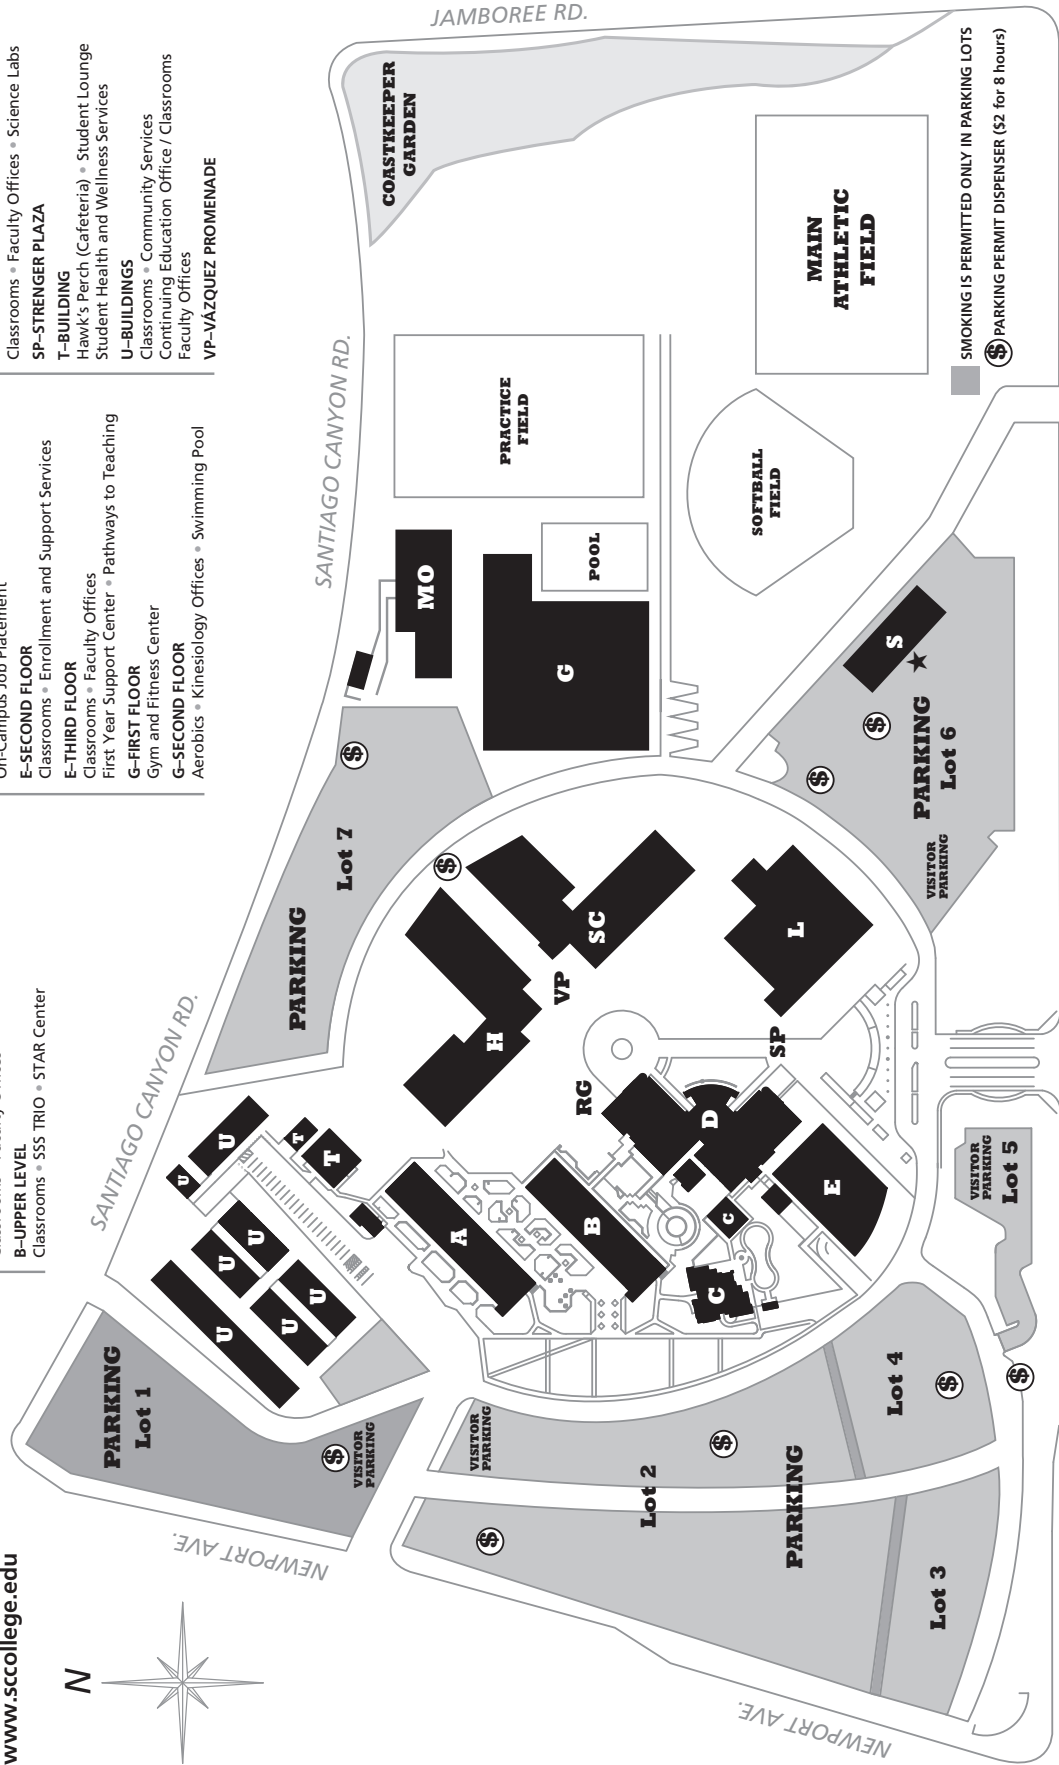 www.sccollege.edu
N
B–UPPER LEVEL
Classrooms • SSS TRIO • STAR Center
Off-Campus Job Placement
E–SECOND FLOOR
Classrooms • Enrollment and Support Services
E–THIRD FLOOR
Classrooms • Faculty Offices
First Year Support Center • Pathways to Teaching
G–FIRST FLOOR
Gym and Fitness Center
G–SECOND FLOOR
Aerobics • Kinesiology Offices • Swimming Pool
Classrooms • Faculty Offices • Science Labs
SP–STRENGER PLAZA
T–BUILDING
Hawk's Perch (Cafeteria) • Student Lounge
Student Health and Wellness Services
U–BUILDINGS
Classrooms • Community Services
Continuing Education Office / Classrooms
Faculty Offices
VP–VÁZQUEZ PROMENADE
SANTIAGO CANYON RD.
SANTIAGO CANYON RD.
JAMBOREE RD.
NEWPORT AVE.
NEWPORT AVE.
PARKING
Lot 1
VISITOR
PARKING
$
U
U
U
U
U
U
U
T
T
PARKING
Lot 7
$
$
MO
G
POOL
PRACTICE
FIELD
COASTKEEPER
GARDEN
MAIN
ATHLETIC
FIELD
SOFTBALL
FIELD
A
B
C
C
D
E
H
SC
VP
RG
SP
L
S
VISITOR
PARKING
$
$
Lot 2
PARKING
Lot 3
Lot 4
$
$
VISITOR
PARKING
Lot 5
VISITOR
PARKING
PARKING
Lot 6
$
$
SMOKING IS PERMITTED ONLY IN PARKING LOTS
$ PARKING PERMIT DISPENSER ($2 for 8 hours)